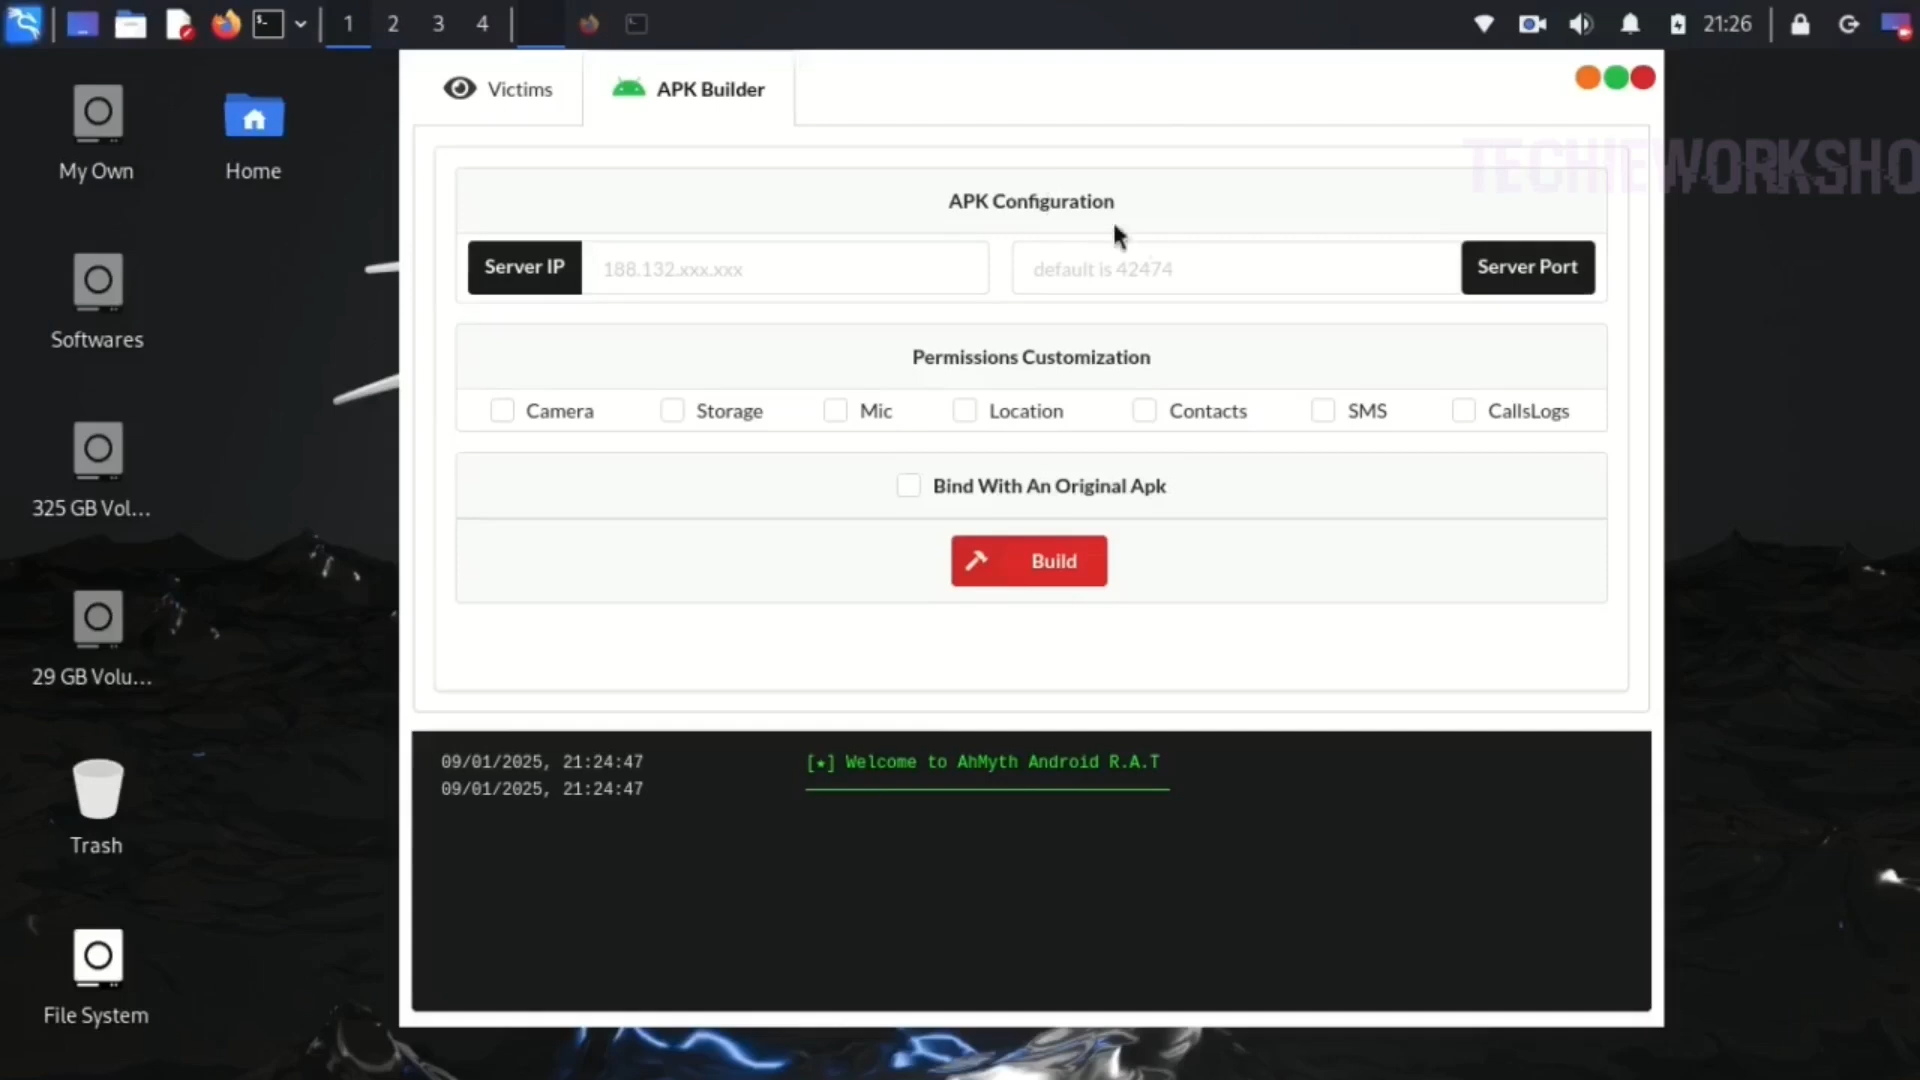 1 2 3 4
21:26
My Own
Home
Softwares
325 GB Vol...
29 GB Volu...
Trash
File System
Victims
APK Builder
TECHIEWORKSHO
APK Configuration
Server IP
188.132.xxx.xxx
default is 42474
Server Port
Permissions Customization
Camera
Storage
Mic
Location
Contacts
SMS
CallsLogs
Bind With An Original Apk
Build
09/01/2025, 21:24:47 [★] Welcome to AhMyth Android R.A.T
09/01/2025, 21:24:47